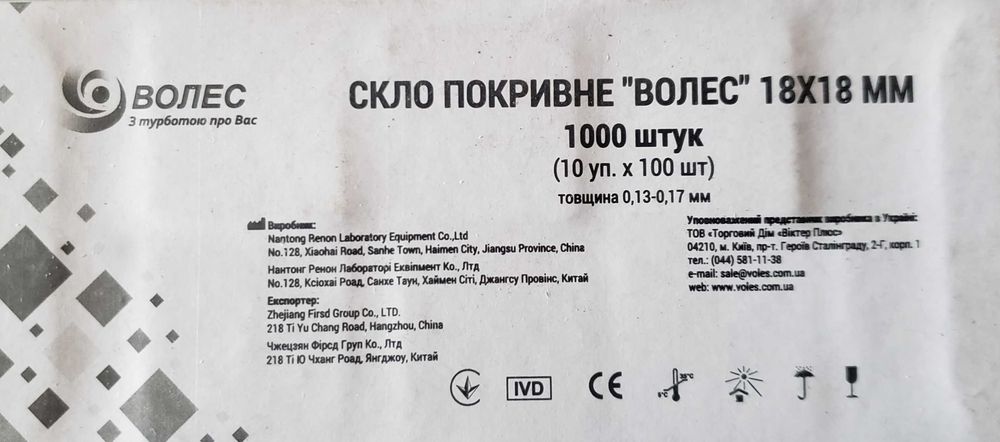 ВОЛЕС
З турботою про Вас
СКЛО ПОКРИВНЕ "ВОЛЕС" 18X18 ММ
1000 штук
(10 уп. х 100 шт)
товщина 0,13-0,17 мм
Виробник:
Nantong Renon Laboratory Equipment Co.,Ltd
No.128, Xiaohai Road, Sanhe Town, Haimen City, Jiangsu Province, China
Нантонг Ренон Лабораторі Еквіпмент Ко., Лтд
No.128, Ксіохаі Роад, Санхе Таун, Хаймен Сіті, Джангсу Провінс, Китай
Експортер:
Zhejiang Firsd Group Co., LTD.
218 Ti Yu Chang Road, Hangzhou, China
Чжецзян Фірсд Груп Ко., Лтд
218 Ті Ю Чханг Роад, Янгджоу, Китай
Уповноважений представник виробника в Україні:
ТОВ «Торговий Дім «Віктер Плюс»
04210, м. Київ, пр-т. Героїв Сталінграду, 2-Г, корп. 1
тел.: (044) 581-11-38
e-mail: sale@voles.com.ua
web: www.voles.com.ua
IVD
CE
0°C
35°C